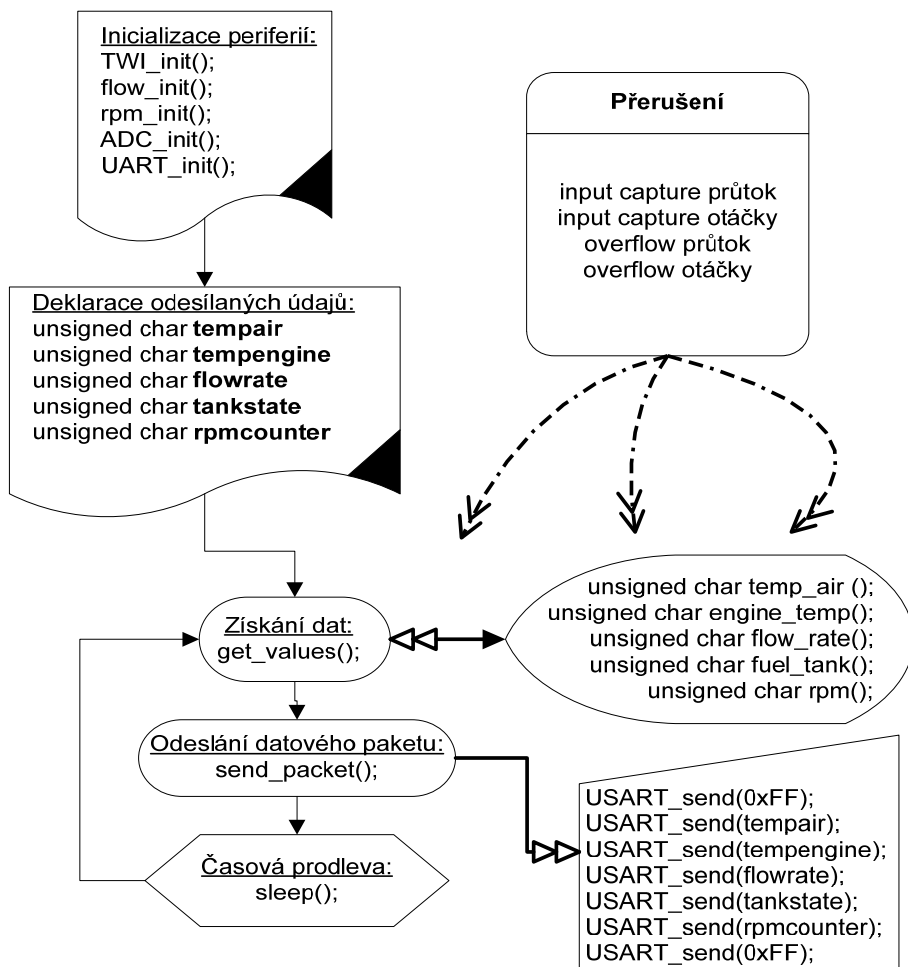 Inicializace periferií:
TWI_init();
flow_init();
rpm_init();
ADC_init();
UART_init();
Přerušení
input capture průtok
input capture otáčky
overflow průtok
overflow otáčky
Deklarace odesílaných údajů:
unsigned char tempair
unsigned char tempengine
unsigned char flowrate
unsigned char tankstate
unsigned char rpmcounter
Získání dat:
get_values();
unsigned char temp_air ();
unsigned char engine_temp();
unsigned char flow_rate();
unsigned char fuel_tank();
unsigned char rpm();
Odeslání datového paketu:
send_packet();
USART_send(0xFF);
USART_send(tempair);
USART_send(tempengine);
USART_send(flowrate);
USART_send(tankstate);
USART_send(rpmcounter);
USART_send(0xFF);
Časová prodleva:
sleep();